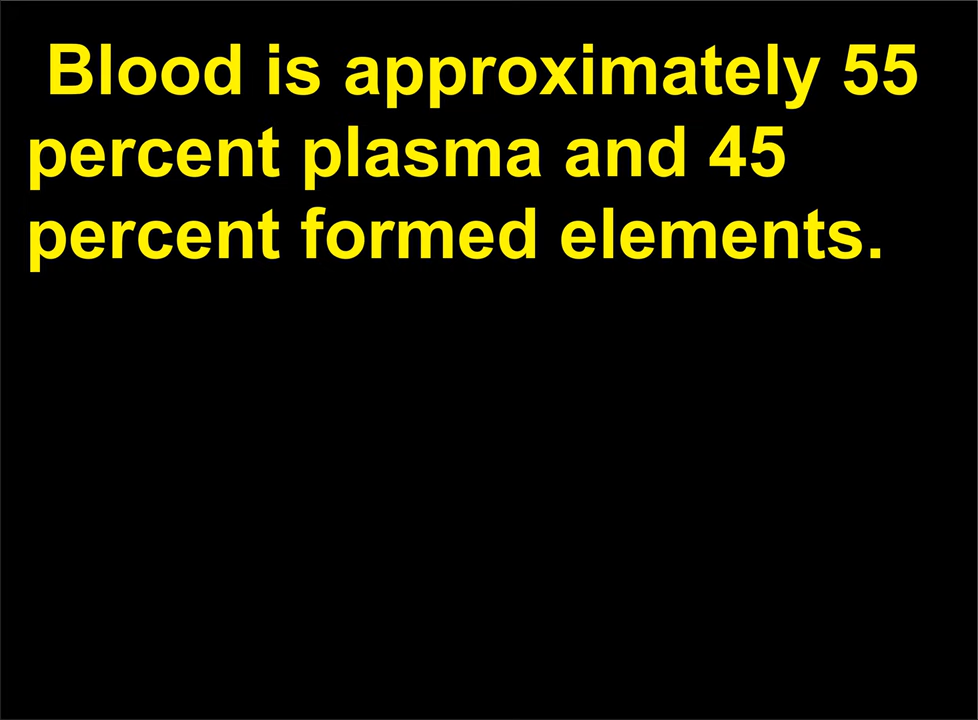 Blood is approximately 55
percent plasma and 45
percent formed elements.